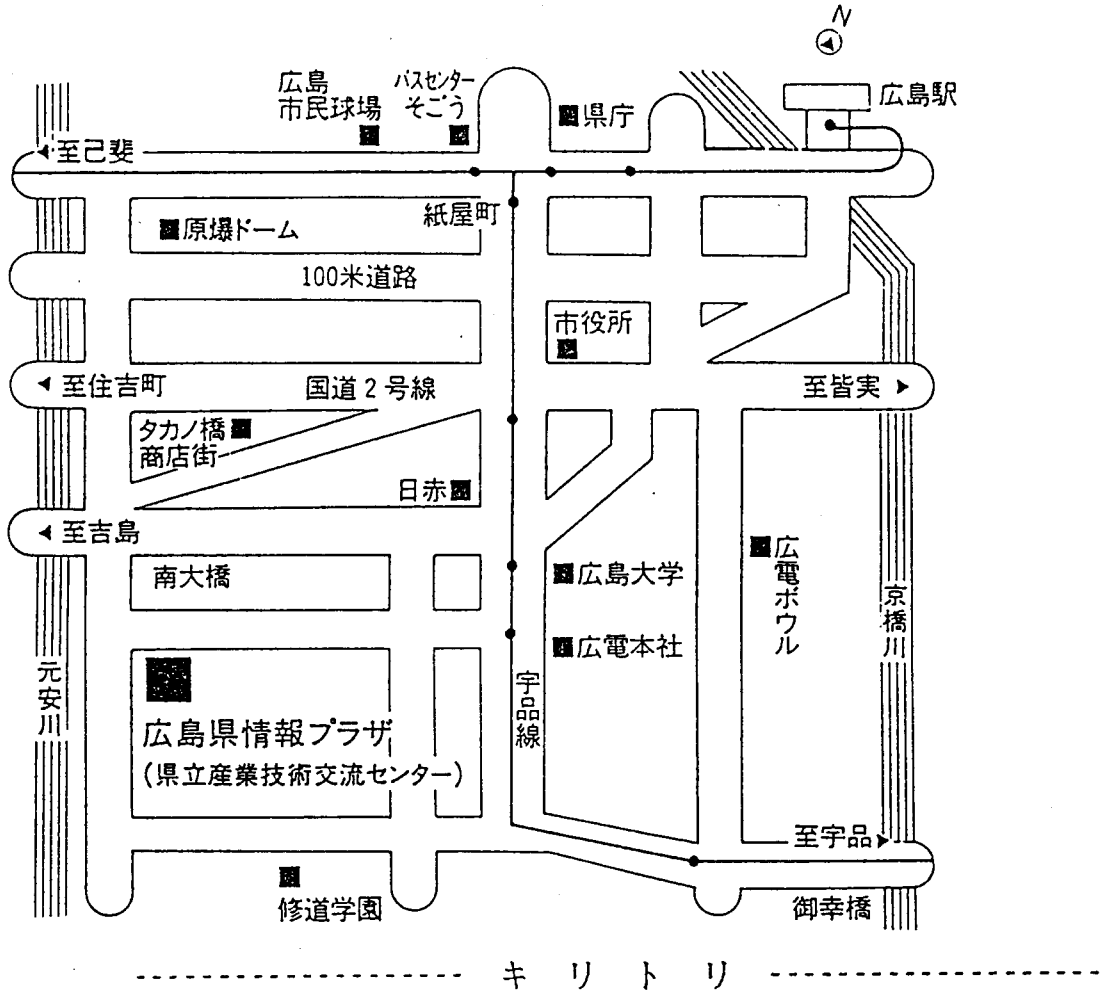 N
広島
市民球場
バスセンター
そごう
県庁
広島駅
至己斐
原爆ドーム
紙屋町
100米道路
市役所
至住吉町
国道2号線
至皆実
タカノ橋
商店街
日赤
至吉島
南大橋
広島大学
広電ボウル
京橋川
広電本社
元安川
宇品線
広島県情報プラザ
(県立産業技術交流センター)
至宇品
修道学園
御幸橋
キリトリ